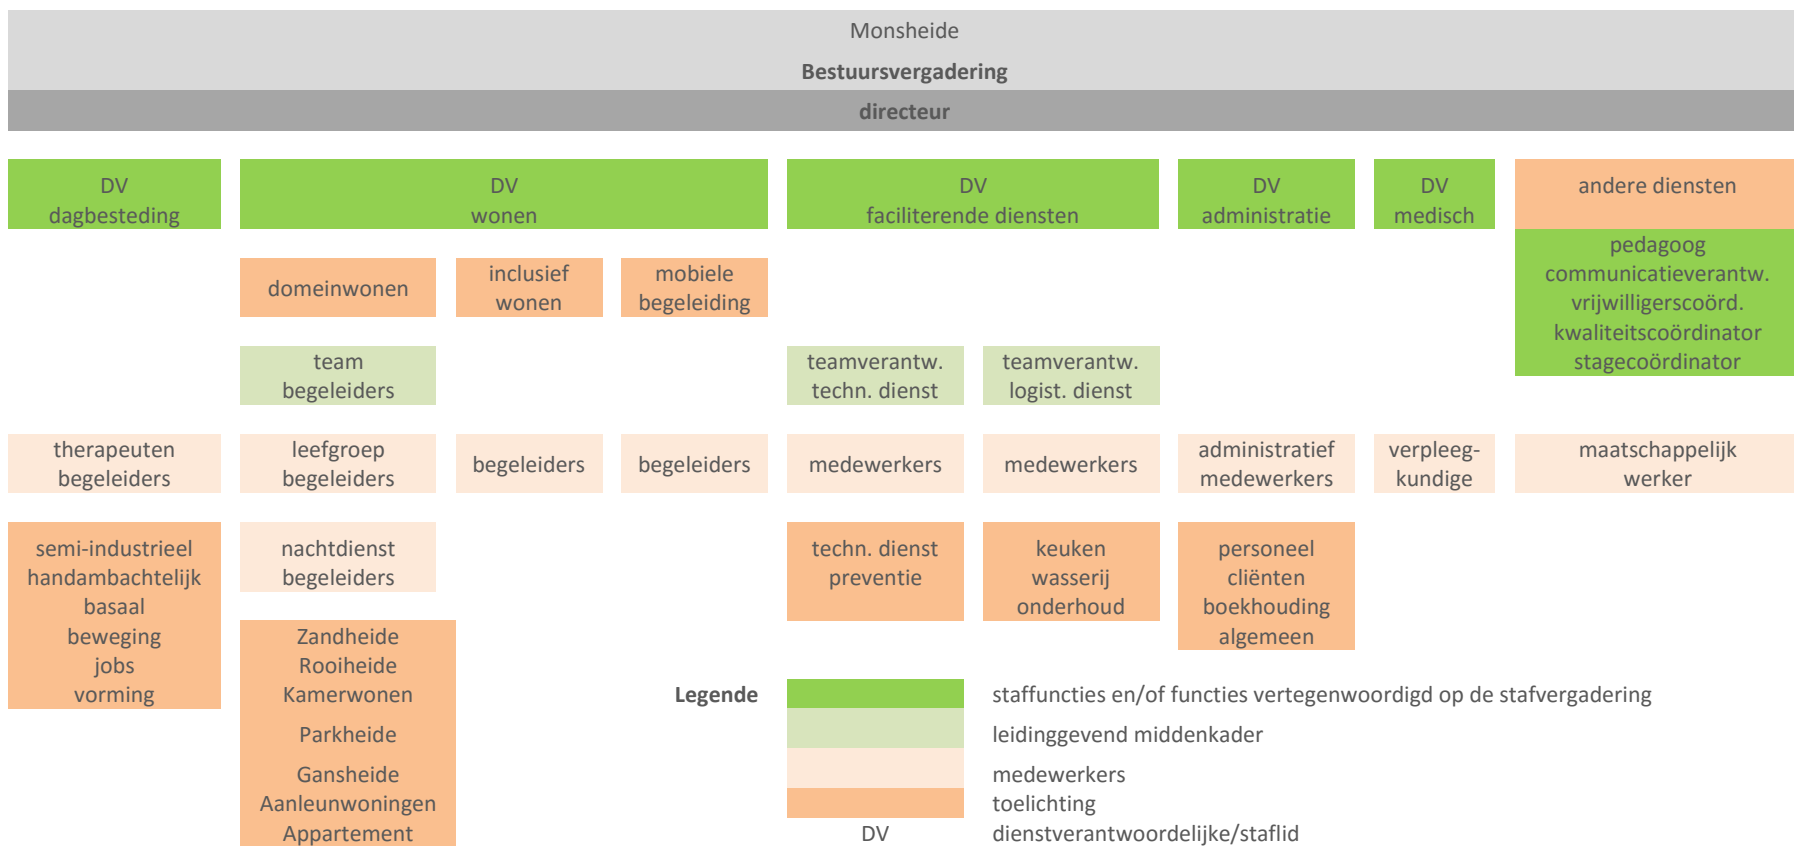 Monsheide
Bestuursvergadering
directeur
DV
dagbesteding
DV
wonen
DV
faciliterende diensten
DV
administratie
DV
medisch
andere diensten
pedagoog
communicatieverantw.
vrijwilligerscoörd.
kwaliteitscoördinator
stagecoördinator
domeinwonen
inclusief
wonen
mobiele
begeleiding
team
begeleiders
teamverantw.
techn. dienst
teamverantw.
logist. dienst
therapeuten
begeleiders
leefgroep
begeleiders
begeleiders
begeleiders
medewerkers
medewerkers
administratief
medewerkers
verpleeg-
kundige
maatschappelijk
werker
semi-industrieel
handambachtelijk
basaal
beweging
jobs
vorming
nachtdienst
begeleiders
techn. dienst
preventie
keuken
wasserij
onderhoud
personeel
cliënten
boekhouding
algemeen
Zandheide
Rooiheide
Kamerwonen
Parkheide
Gansheide
Aanleunwoningen
Appartement
Legende
staffuncties en/of functies vertegenwoordigd op de stafvergadering
leidinggevend middenkader
medewerkers
toelichting
DV dienstverantwoordelijke/staflid